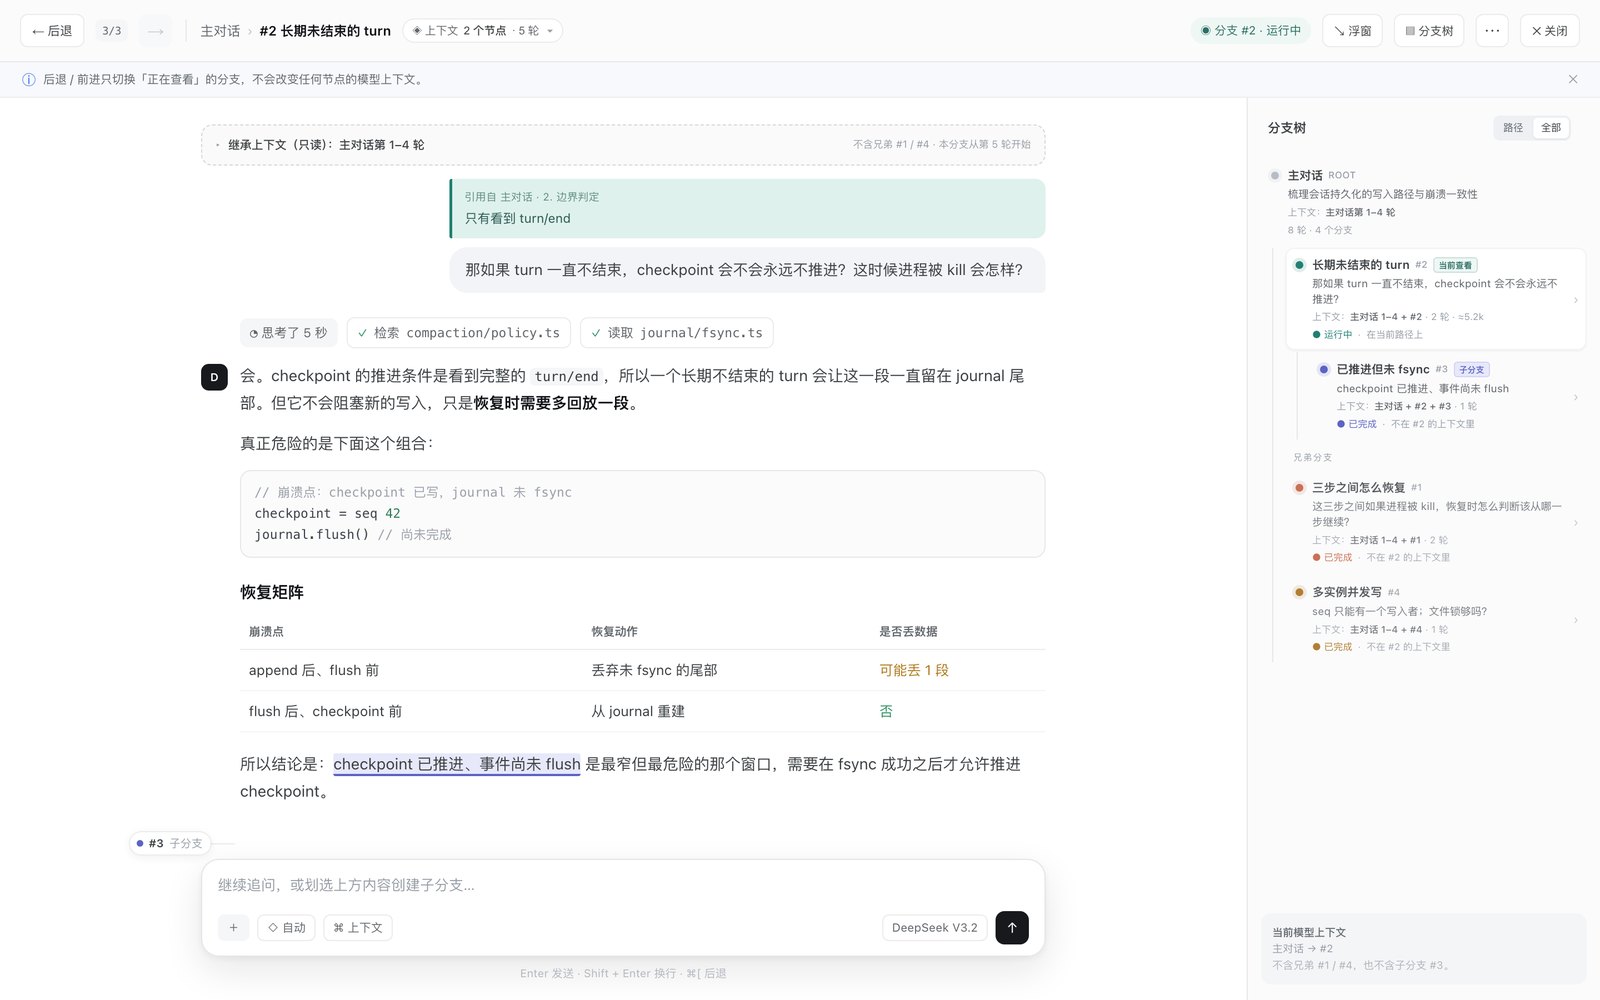 ← 后退
3/3
→
主对话 › #2 长期未结束的 turn
◈ 上下文 2 个节点 · 5 轮
分支 #2 · 运行中
↘ 浮窗
▤ 分支树
⋯
✕ 关闭
ⓘ 后退 / 前进只切换「正在查看」的分支，不会改变任何节点的模型上下文。
继承上下文（只读）：主对话第 1–4 轮
不含兄弟 #1 / #4 · 本分支从第 5 轮开始
引用自 主对话 · 2. 边界判定
只有看到 turn/end
那如果 turn 一直不结束，checkpoint 会不会永远不推进？这时候进程被 kill 会怎样？
思考了 5 秒
✓ 检索 compaction/policy.ts
✓ 读取 journal/fsync.ts
D
会。checkpoint 的推进条件是看到完整的 turn/end，所以一个长期不结束的 turn 会让这一段一直留在 journal 尾
部。但它不会阻塞新的写入，只是恢复时需要多回放一段。
真正危险的是下面这个组合：
// 崩溃点：checkpoint 已写，journal 未 fsync
checkpoint = seq 42
journal.flush() // 尚未完成
恢复矩阵
崩溃点 恢复动作 是否丢数据
append 后、flush 前 丢弃未 fsync 的尾部 可能丢 1 段
flush 后、checkpoint 前 从 journal 重建 否
所以结论是：checkpoint 已推进、事件尚未 flush 是最窄但最危险的那个窗口，需要在 fsync 成功之后才允许推进
checkpoint。
#3 子分支
继续追问，或划选上方内容创建子分支…
+
◇ 自动
⌘ 上下文
DeepSeek V3.2
↑
Enter 发送 · Shift + Enter 换行 · ⌘[ 后退
分支树
路径
全部
主对话 ROOT
梳理会话持久化的写入路径与崩溃一致性
上下文：主对话第 1–4 轮
8 轮 · 4 个分支
长期未结束的 turn #2 当前查看
那如果 turn 一直不结束，checkpoint 会不会永远不
推进？
上下文：主对话 1–4 + #2 · 2 轮 · ≈5.2k
运行中 · 在当前路径上
已推进但未 fsync #3 子分支
checkpoint 已推进、事件尚未 flush
上下文：主对话 + #2 + #3 · 1 轮
已完成 · 不在 #2 的上下文里
兄弟分支
三步之间怎么恢复 #1
这三步之间如果进程被 kill，恢复时怎么判断该从哪一
步继续？
上下文：主对话 1–4 + #1 · 2 轮
已完成 · 不在 #2 的上下文里
多实例并发写 #4
seq 只能有一个写入者；文件锁够吗？
上下文：主对话 1–4 + #4 · 1 轮
已完成 · 不在 #2 的上下文里
当前模型上下文
主对话 → #2
不含兄弟 #1 / #4，也不含子分支 #3。